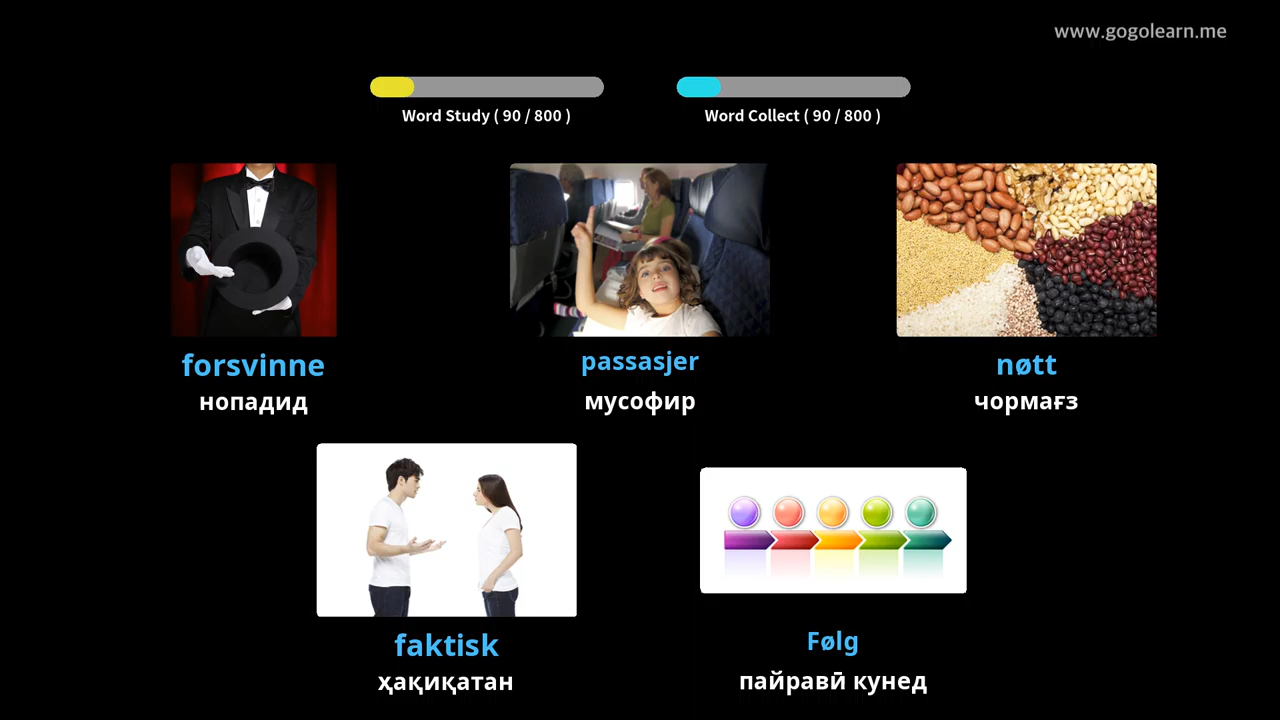 www.gogolearn.me
Word Study ( 90 / 800 )
Word Collect ( 90 / 800 )
forsvinne
нопадид
passasjer
мусофир
nøtt
чормағз
faktisk
ҳақиқатан
Følg
пайравӣ кунед